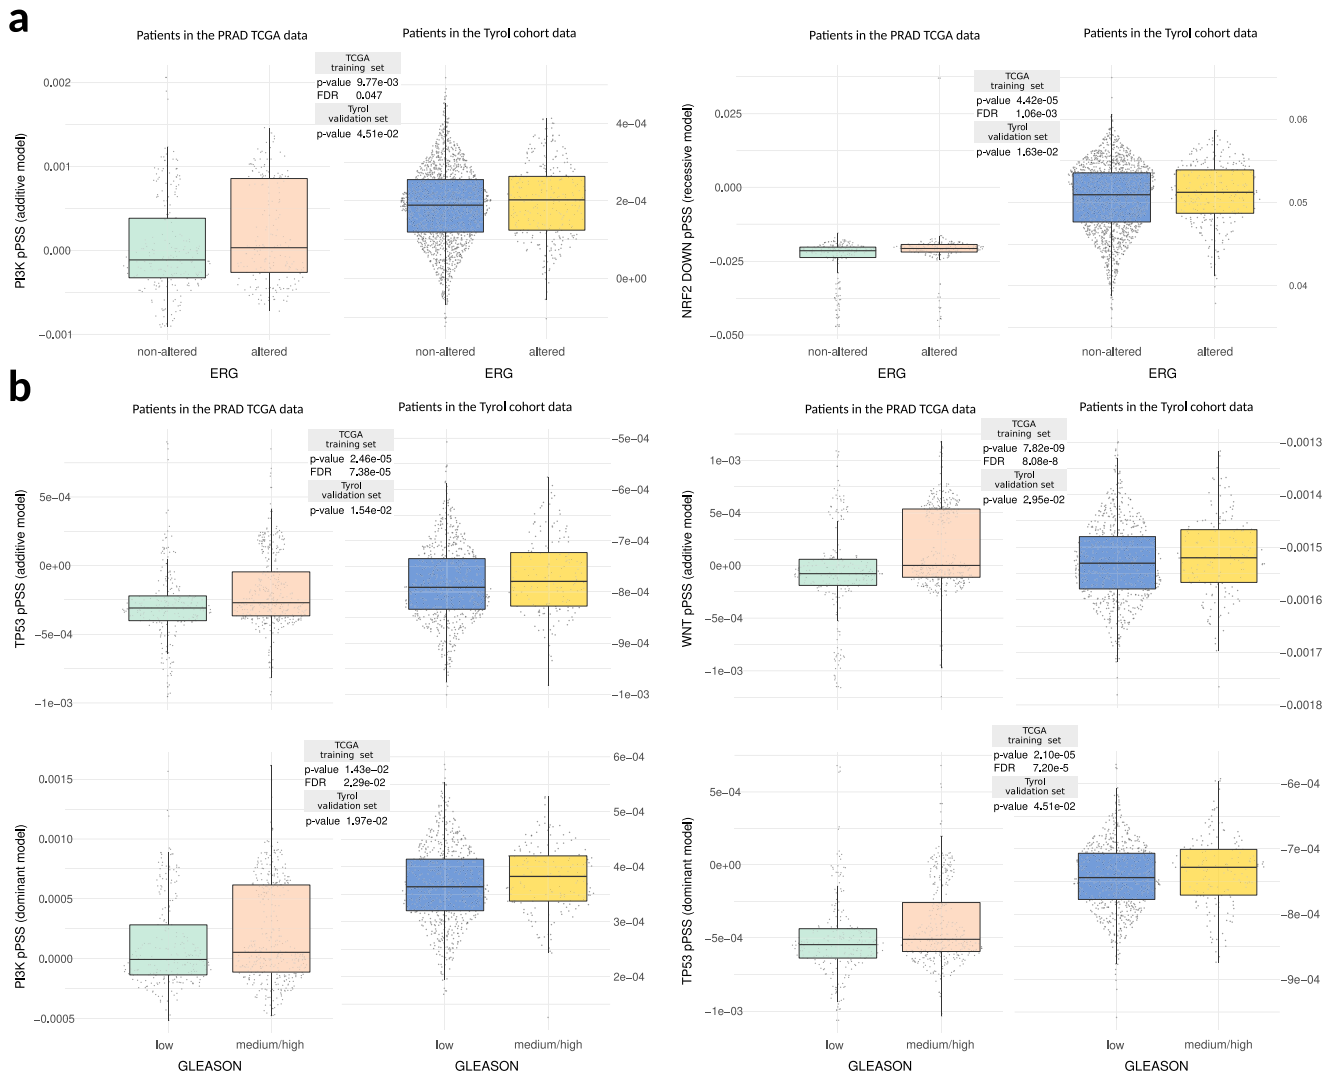 a
Patients in the PRAD TCGA data
Patients in the Tyrol cohort data
TCGA
training set
p-value 9.77e-03
FDR 0.047
Tyrol
validation set
p-value 4.51e-02
PI3K pPSS (additive model)
0.002
0.001
0.000
−0.001
4e−04
2e−04
0e+00
non-altered
altered
non-altered
altered
ERG
ERG
Patients in the PRAD TCGA data
Patients in the Tyrol cohort data
TCGA
training set
p-value 4.42e-05
FDR 1.06e-03
Tyrol
validation set
p-value 1.63e-02
NRF2 DOWN pPSS (recessive model)
0.025
0.000
−0.025
−0.050
0.06
0.05
0.04
non-altered
altered
non-altered
altered
ERG
ERG
b
Patients in the PRAD TCGA data
Patients in the Tyrol cohort data
TCGA
training set
p-value 2.46e-05
FDR 7.38e-05
Tyrol
validation set
p-value 1.54e-02
TP53 pPSS (additive model)
5e−04
0e+00
−5e−04
−1e−03
−5e−04
−6e−04
−7e−04
−8e−04
−9e−04
−1e−03
Patients in the PRAD TCGA data
Patients in the Tyrol cohort data
TCGA
training set
p-value 7.82e-09
FDR 8.08e-8
Tyrol
validation set
p-value 2.95e-02
WNT pPSS (additive model)
1e−03
5e−04
0e+00
−5e−04
−1e−03
−0.0013
−0.0014
−0.0015
−0.0016
−0.0017
−0.0018
TCGA
training set
p-value 1.43e−02
FDR 2.29e-02
Tyrol
validation set
p-value 1.97e-02
PI3K pPSS (dominant model)
0.0015
0.0010
0.0005
0.0000
−0.0005
6e−04
5e−04
4e−04
3e−04
2e−04
low
medium/high
low
medium/high
GLEASON
GLEASON
TCGA
training set
p-value 2.10e-05
FDR 7.20e-5
Tyrol
validation set
p-value 4.51e-02
TP53 pPSS (dominant model)
5e−04
0e+00
−5e−04
−1e−03
−6e−04
−7e−04
−8e−04
−9e−04
low
medium/high
low
medium/high
GLEASON
GLEASON